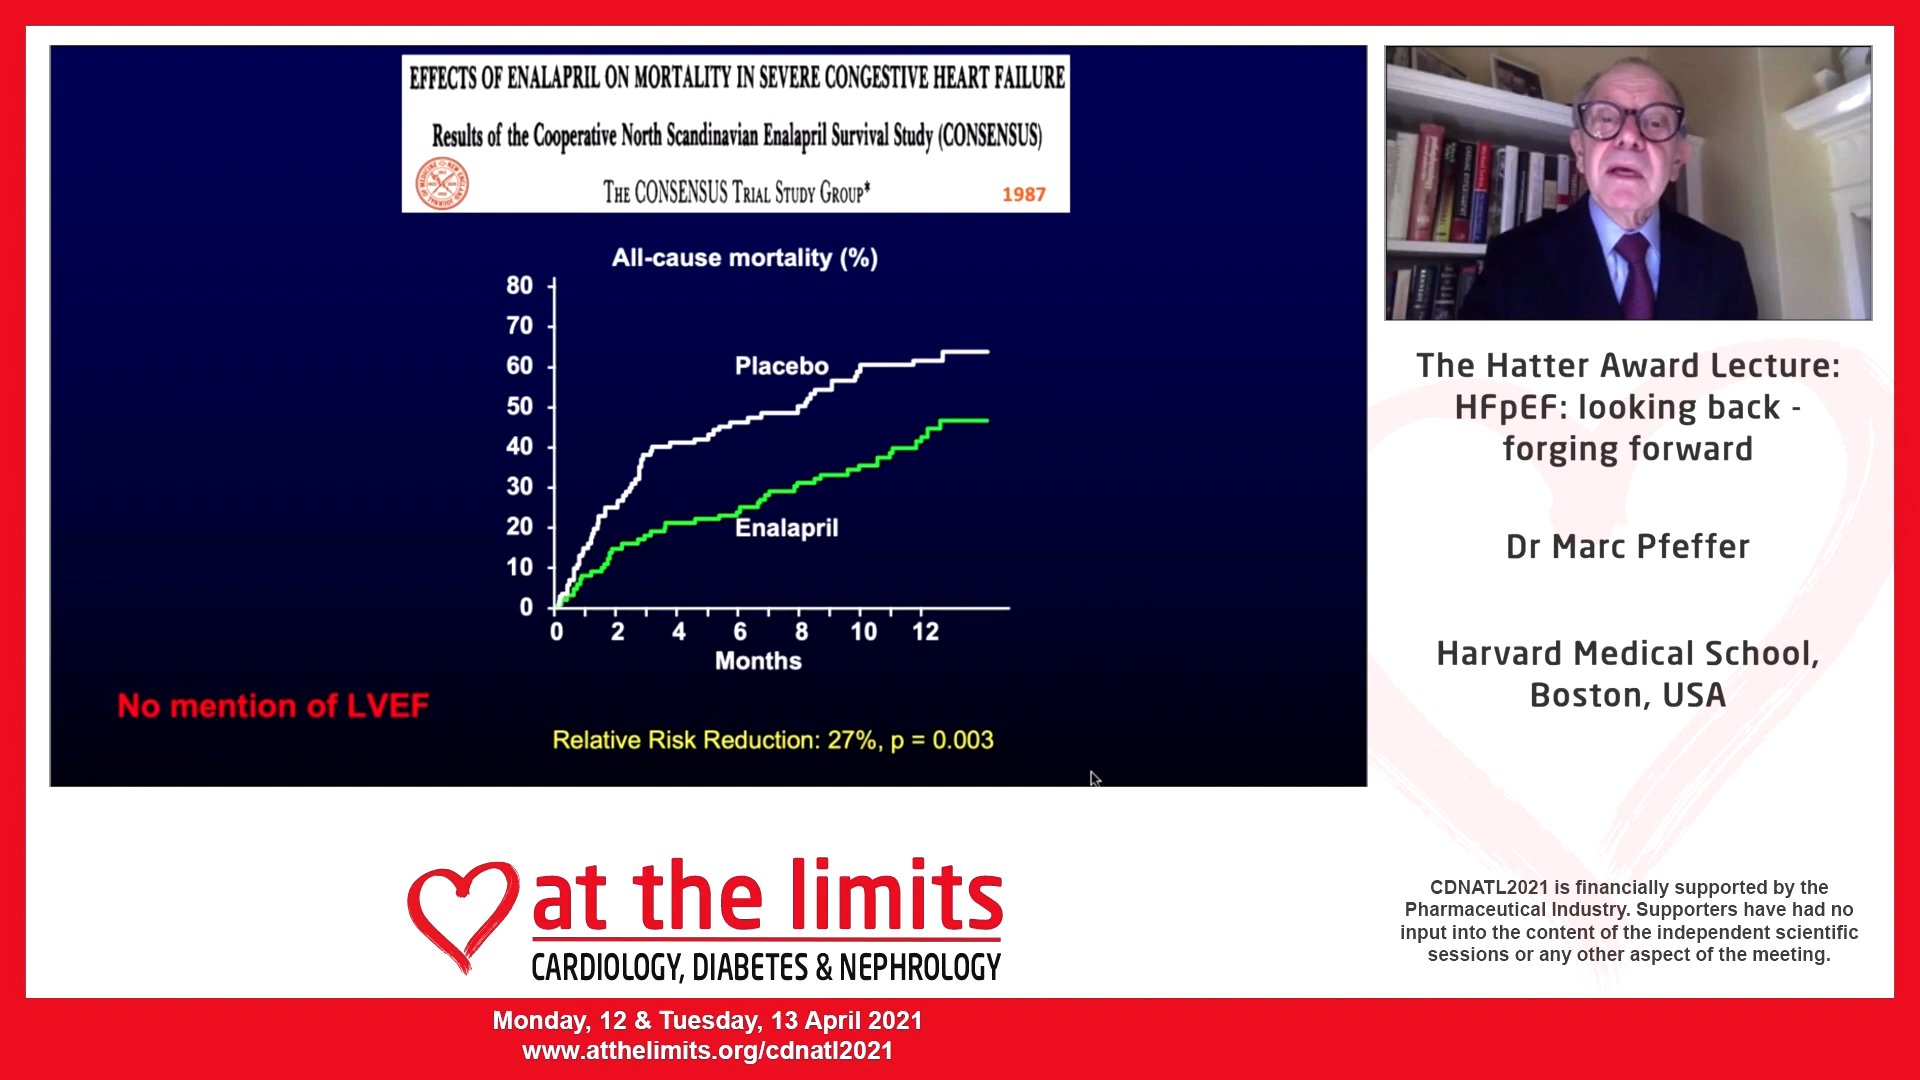 EFFECTS OF ENALAPRIL ON MORTALITY IN SEVERE CONGESTIVE HEART FAILURE
Results of the Cooperative North Scandinavian Enalapril Survival Study (CONSENSUS)
THE CONSENSUS TRIAL STUDY GROUP*
1987
All-cause mortality (%)
80
70
60
50
40
30
20
10
0
Placebo
Enalapril
0 2 4 6 8 10 12
Months
No mention of LVEF
Relative Risk Reduction: 27%, p = 0.003
The Hatter Award Lecture:
HFpEF: looking back -
forging forward
Dr Marc Pfeffer
Harvard Medical School,
Boston, USA
CDNATL2021 is financially supported by the
Pharmaceutical Industry. Supporters have had no
input into the content of the independent scientific
sessions or any other aspect of the meeting.
at the limits
CARDIOLOGY, DIABETES & NEPHROLOGY
Monday, 12 & Tuesday, 13 April 2021
www.atthelimits.org/cdnatl2021